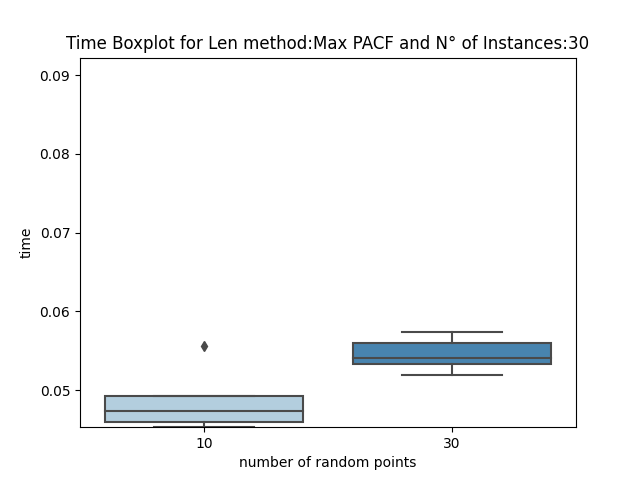 Time Boxplot for Len method:Max PACF and N° of Instances:30
0.09
0.08
0.07
0.06
0.05
time
10
30
number of random points